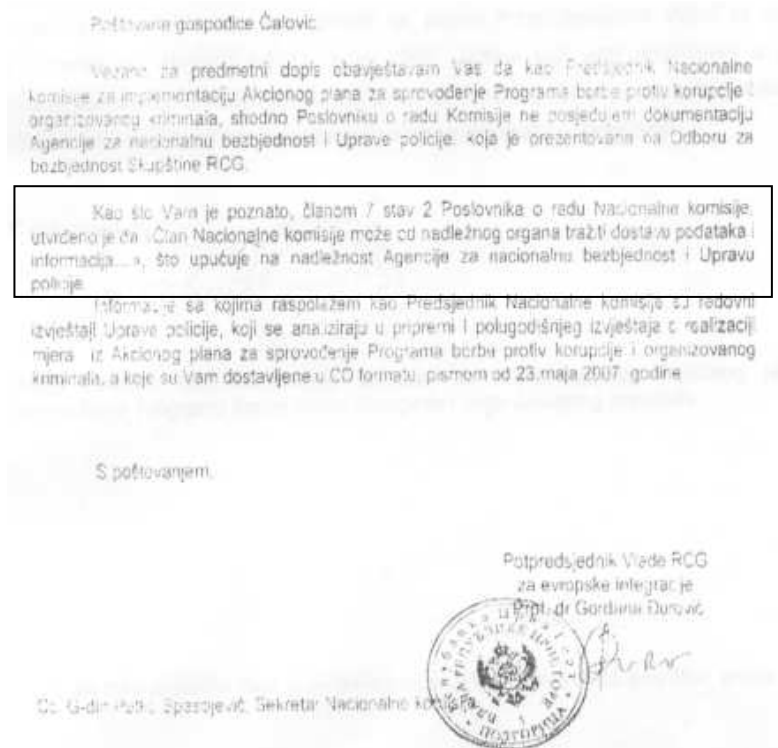 Poštovana gospođice Ćalović,
Vezano za predmetni dopis obavještavam Vas da kao Predsjednik Nacionalne
komisije za implementaciju Akcionog plana za sprovođenje Programa borbe protiv korupcije i
organizovanog kriminala, shodno Poslovniku o radu Komisije ne posjedujem dokumentaciju
Agencije za nacionalnu bezbjednost i Uprave policije, koja je prezentovana na Odboru za
bezbjednost Skupštine RCG.
Kao što Vam je poznato, članom 7 stav 2 Poslovnika o radu Nacionalne komisije,
utvrđeno je da „Član Nacionalne komisije može od nadležnog organa tražiti dostavu podataka i
informacija...“, što upućuje na nadležnost Agencije za nacionalnu bezbjednost i Upravu
policije.
Informacije sa kojima raspolažem kao Predsjednik Nacionalne komisije su redovni
izvještaji Uprave policije, koji se analiziraju u pripremi I polugodišnjeg izvještaja o realizaciji
mjera iz Akcionog plana za sprovođenje Programa borbe protiv korupcije i organizovanog
kriminala, a koje su Vam dostavljene u CD formatu, pismom od 23.maja 2007. godine
S poštovanjem,
Potpredsjednik Vlade RCG
za evropske integracije
Prof. dr Gordana Đurović
Cc. G-din Spasojević, Sekretar Nacionalne komisije